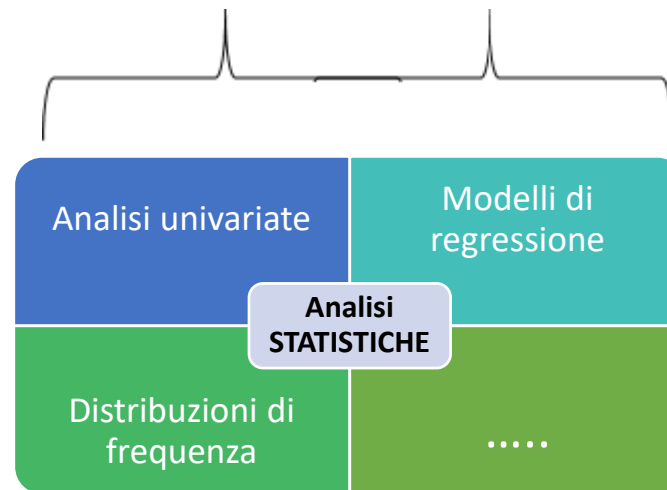 Analisi univariate
Modelli di
regressione
Analisi
STATISTICHE
Distribuzioni di
frequenza
.....